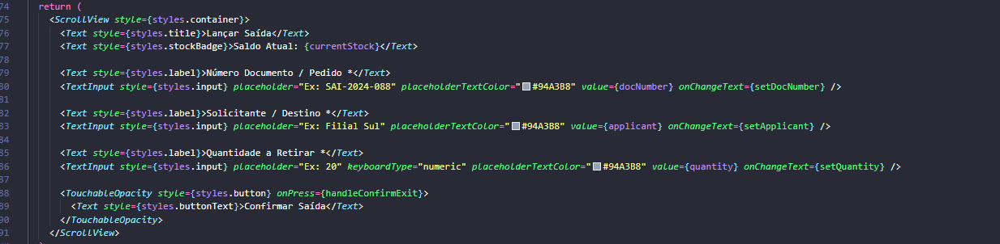 74 return (
75 <ScrollView style={styles.container}>
76 <Text style={styles.title}>Lançar Saída</Text>
77 <Text style={styles.stockBadge}>Saldo Atual: {currentStock}</Text>
78
79 <Text style={styles.label}>Número Documento / Pedido *</Text>
80 <TextInput style={styles.input} placeholder="Ex: SAI-2024-088" placeholderTextColor="#94A3B8" value={docNumber} onChangeText={setDocNumber} />
81
82 <Text style={styles.label}>Solicitante / Destino *</Text>
83 <TextInput style={styles.input} placeholder="Ex: Filial Sul" placeholderTextColor="#94A3B8" value={applicant} onChangeText={setApplicant} />
84
85 <Text style={styles.label}>Quantidade a Retirar *</Text>
86 <TextInput style={styles.input} placeholder="Ex: 20" keyboardType="numeric" placeholderTextColor="#94A3B8" value={quantity} onChangeText={setQuantity} />
87
88 <TouchableOpacity style={styles.button} onPress={handleConfirmExit}>
89 <Text style={styles.buttonText}>Confirmar Saída</Text>
90 </TouchableOpacity>
91 </ScrollView>